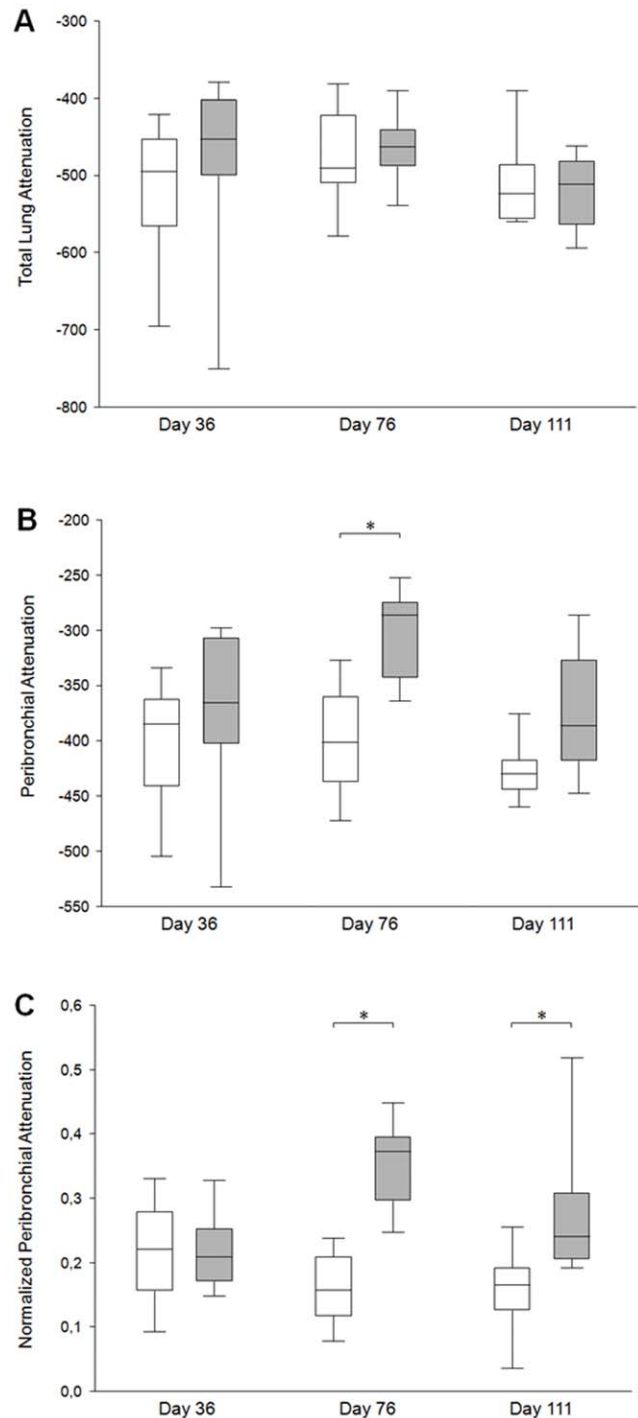 A
-300
-400
-500
-600
-700
-800
Total Lung Attenuation
Day 36 Day 76 Day 111
B
-200
-250
-300
-350
-400
-450
-500
-550
Peribronchial Attenuation
*
Day 36 Day 76 Day 111
C
0,6
0,5
0,4
0,3
0,2
0,1
0,0
Normalized Peribronchial Attenuation
* *
Day 36 Day 76 Day 111